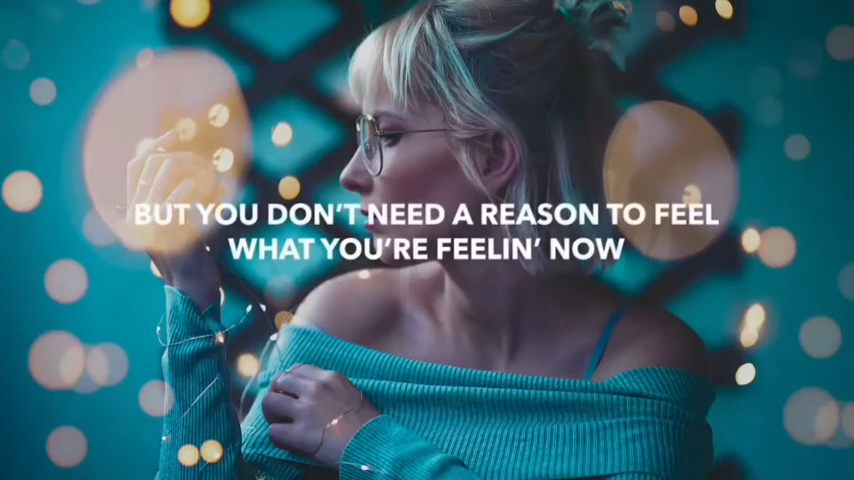 BUT YOU DON'T NEED A REASON TO FEEL
WHAT YOU'RE FEELIN' NOW